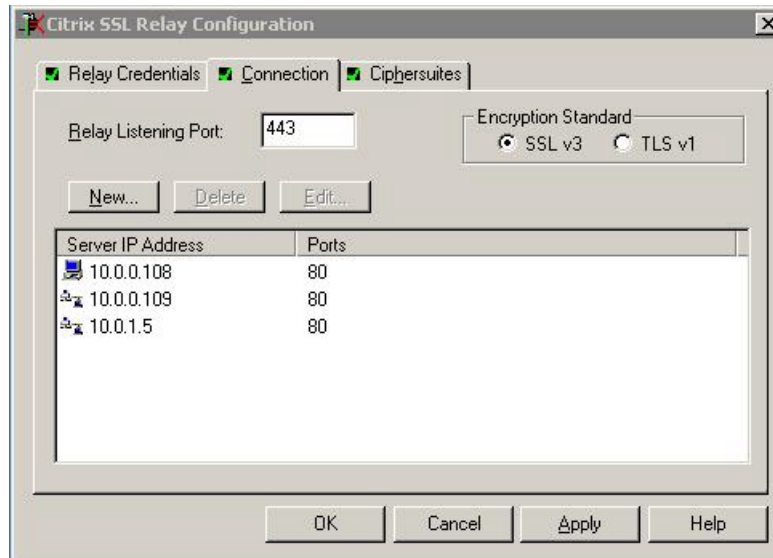 Citrix SSL Relay Configuration
Relay Credentials Connection Ciphersuites
Relay Listening Port: 443
Encryption Standard
SSL v3 TLS v1
New... Delete Edit...
Server IP Address Ports
10.0.0.108 80
10.0.0.109 80
10.0.1.5 80
OK Cancel Apply Help